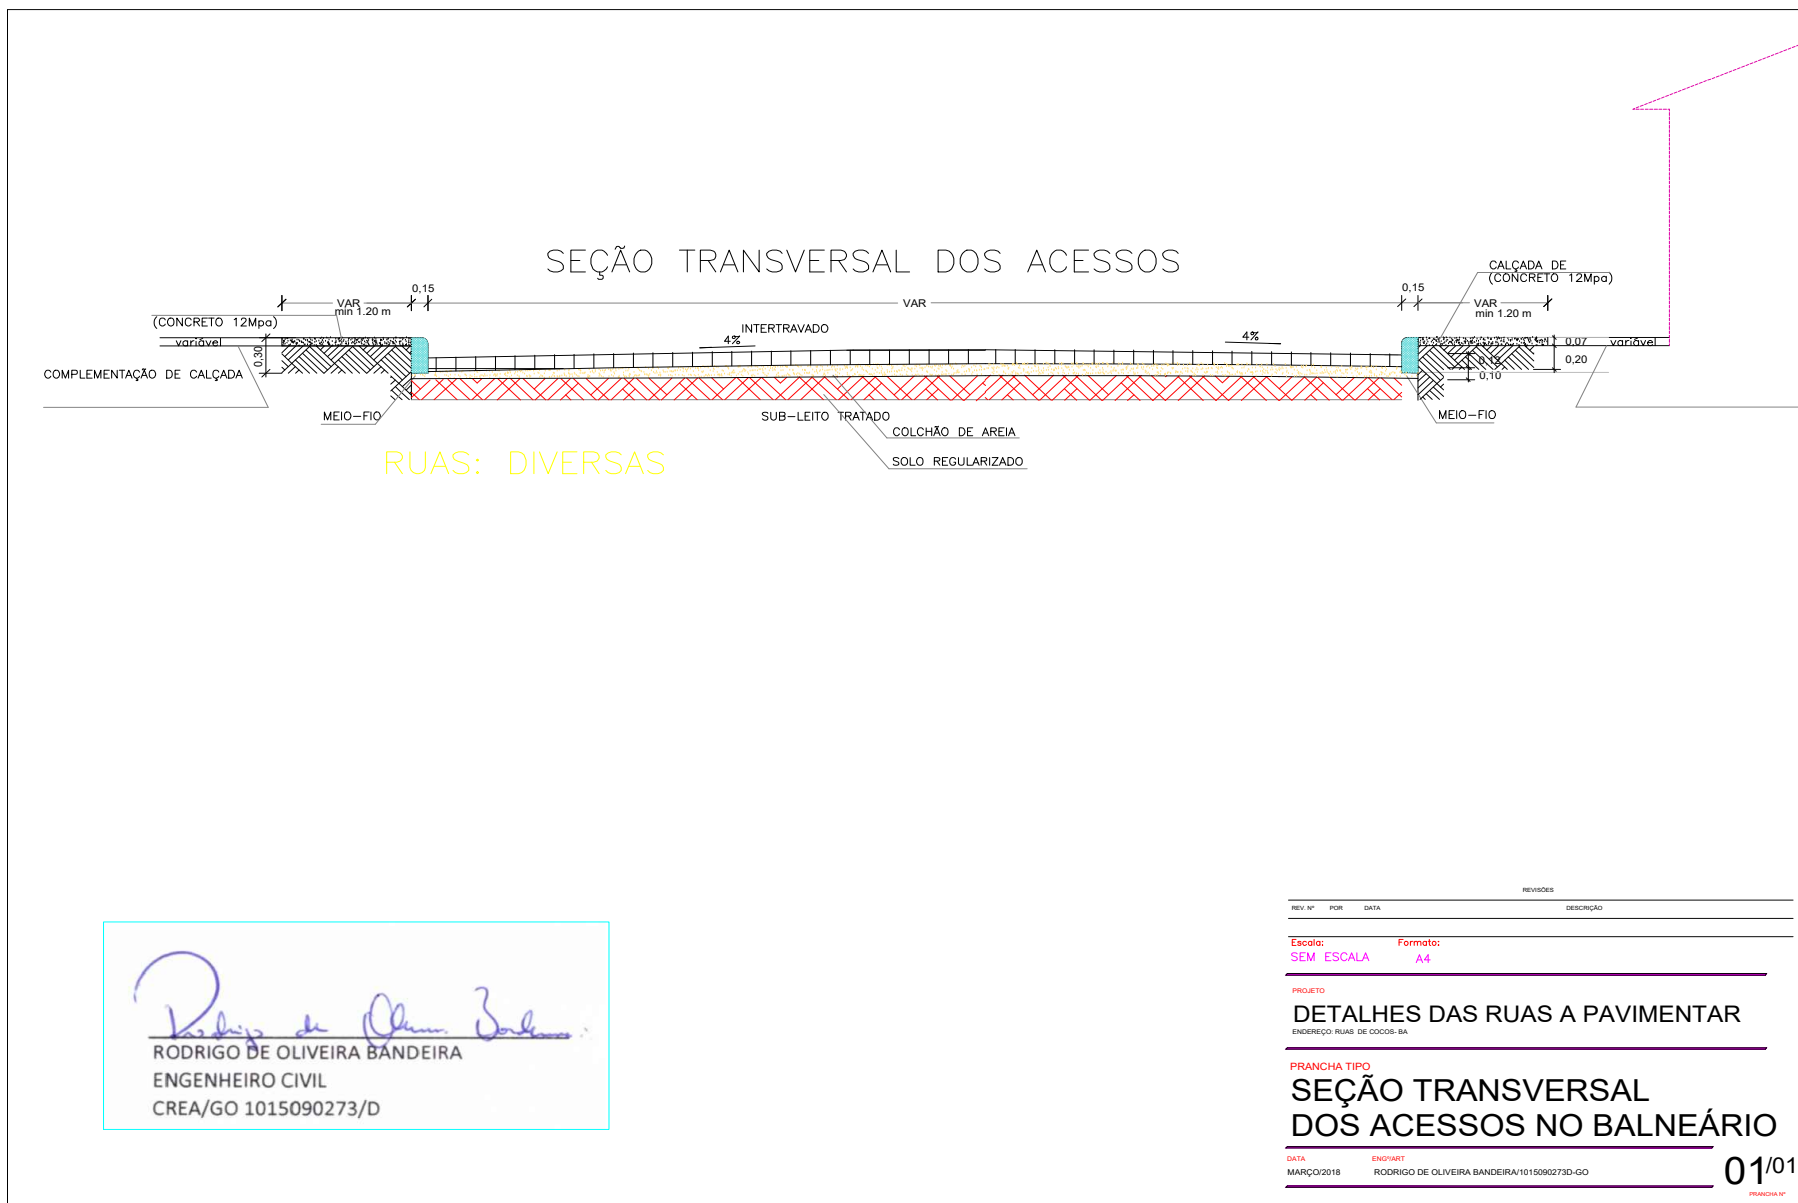 SEÇÃO TRANSVERSAL DOS ACESSOS
CALÇADA DE
(CONCRETO 12Mpa)
0,15
VAR
min 1.20 m
VAR
0,15
VAR
min 1.20 m
(CONCRETO 12Mpa)
variável
0,30
INTERTRAVADO
4%
4%
0,07
variável
0,20
0,13
0,10
COMPLEMENTAÇÃO DE CALÇADA
MEIO-FIO
SUB-LEITO TRATADO
MEIO-FIO
COLCHÃO DE AREIA
SOLO REGULARIZADO
RUAS: DIVERSAS
RODRIGO DE OLIVEIRA BANDEIRA
ENGENHEIRO CIVIL
CREA/GO 1015090273/D
REVISÕES
REV. Nº POR DATA DESCRIÇÃO
Escala: Formato:
SEM ESCALA A4
PROJETO
DETALHES DAS RUAS A PAVIMENTAR
ENDEREÇO: RUAS DE COCOS- BA
PRANCHA TIPO
SEÇÃO TRANSVERSAL
DOS ACESSOS NO BALNEÁRIO
DATA ENGº/ART
MARÇO/2018 RODRIGO DE OLIVEIRA BANDEIRA/1015090273D-GO
01/01
PRANCHA Nº